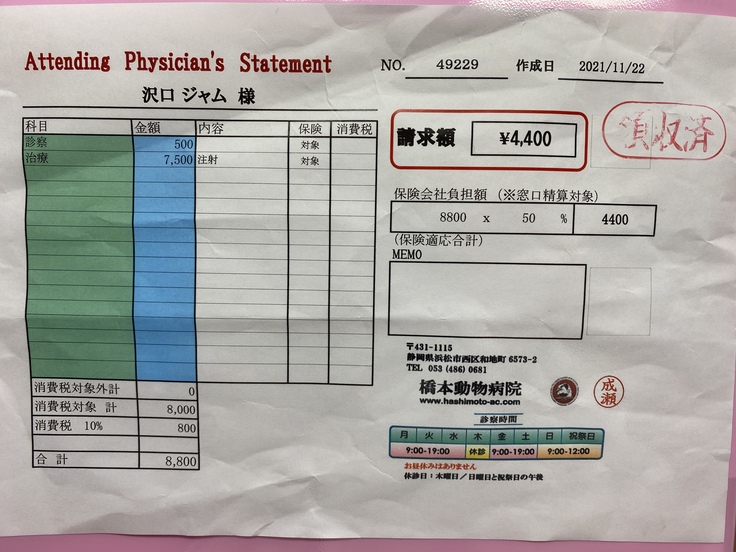 Attending Physician's Statement
NO. 49229 作成日 2021/11/22
沢口 ジャム 様
科目 金額 内容 保険 消費税
診察 500 対象
治療 7,500 注射 対象
消費税対象外計 0
消費税対象 計 8,000
消費税 10% 800
合 計 8,800
請求額 ¥4,400
領収済
保険会社負担額 (※窓口精算対象)
8800 x 50 % 4400
(保険適応合計)
MEMO
〒431-1115
静岡県浜松市西区和地町 6573-2
TEL 053 (486) 0681
橋本動物病院
www.hashimoto-ac.com
成瀬
診察時間
月 火 水 木 金 土 日 祝祭日
9:00-19:00 休診 9:00-19:00 9:00-12:00
お昼休みはありません
休診日：木曜日／日曜日と祝祭日の午後